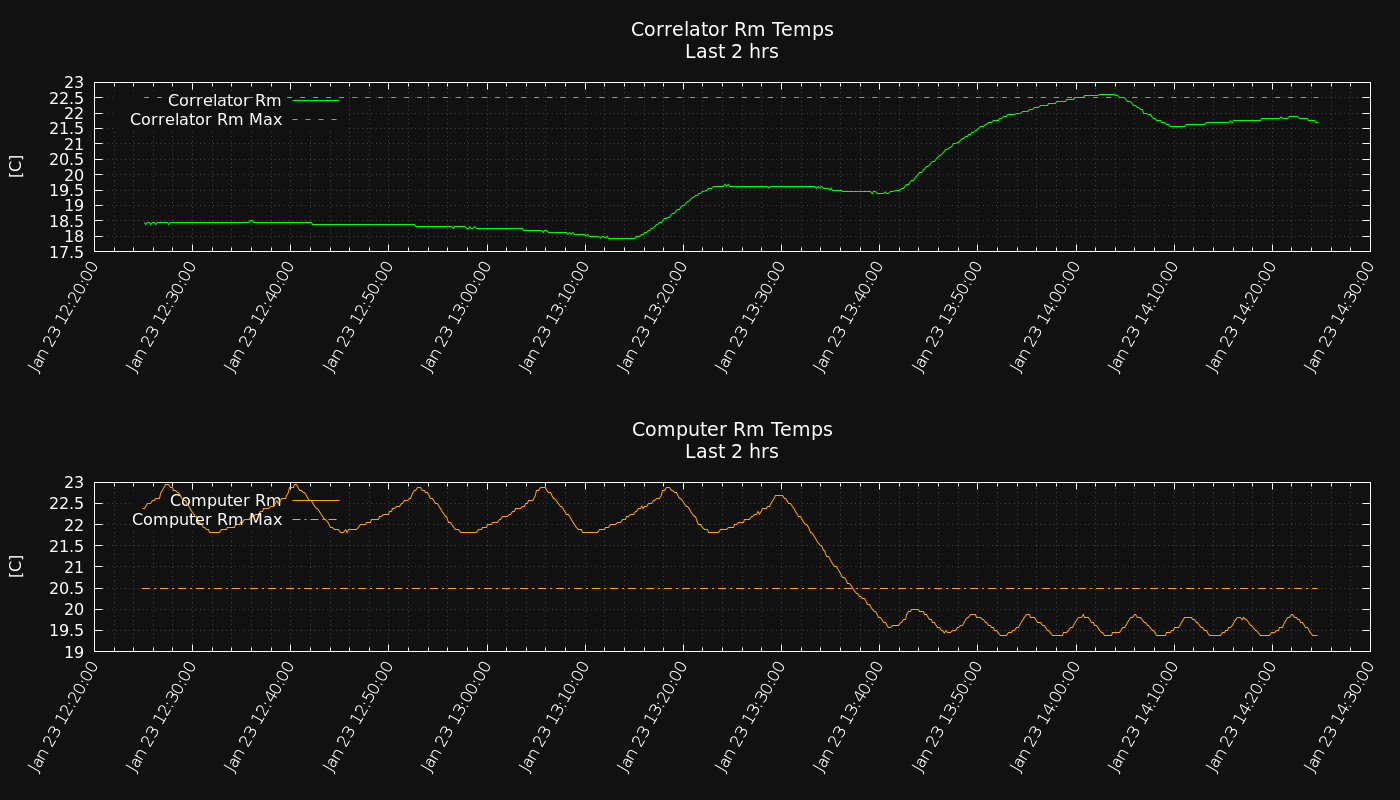 Correlator Rm Temps
Last 2 hrs
23
22.5
22
21.5
21
20.5
20
19.5
19
18.5
18
17.5
[C]
Correlator Rm
Correlator Rm Max
Jan 23 12:20:00
Jan 23 12:30:00
Jan 23 12:40:00
Jan 23 12:50:00
Jan 23 13:00:00
Jan 23 13:10:00
Jan 23 13:20:00
Jan 23 13:30:00
Jan 23 13:40:00
Jan 23 13:50:00
Jan 23 14:00:00
Jan 23 14:10:00
Jan 23 14:20:00
Jan 23 14:30:00
Computer Rm Temps
Last 2 hrs
23
22.5
22
21.5
21
20.5
20
19.5
19
[C]
Computer Rm
Computer Rm Max
Jan 23 12:20:00
Jan 23 12:30:00
Jan 23 12:40:00
Jan 23 12:50:00
Jan 23 13:00:00
Jan 23 13:10:00
Jan 23 13:20:00
Jan 23 13:30:00
Jan 23 13:40:00
Jan 23 13:50:00
Jan 23 14:00:00
Jan 23 14:10:00
Jan 23 14:20:00
Jan 23 14:30:00